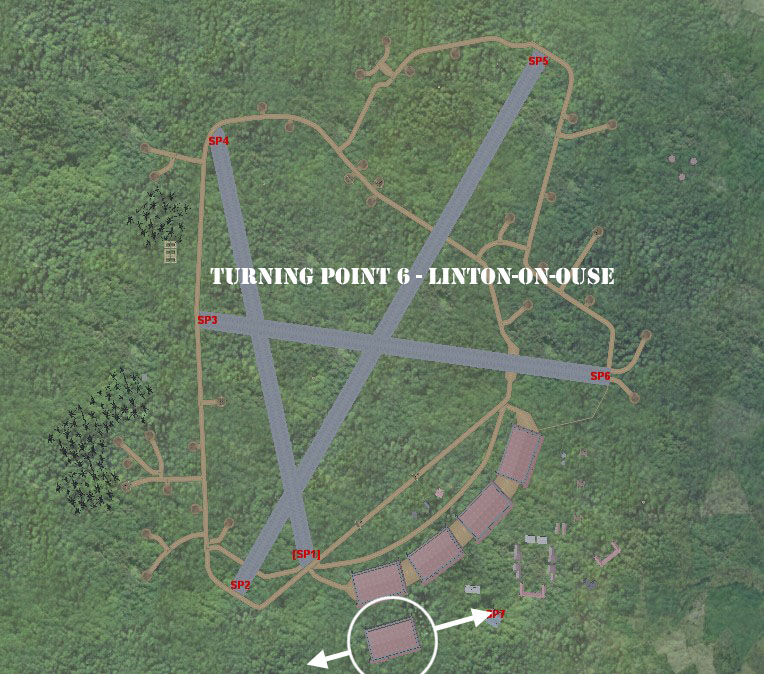 SP5
SP4
TURNING POINT 6 - LINTON-ON-OUSE
SP3
SP6
[SP1]
SP2
SP7